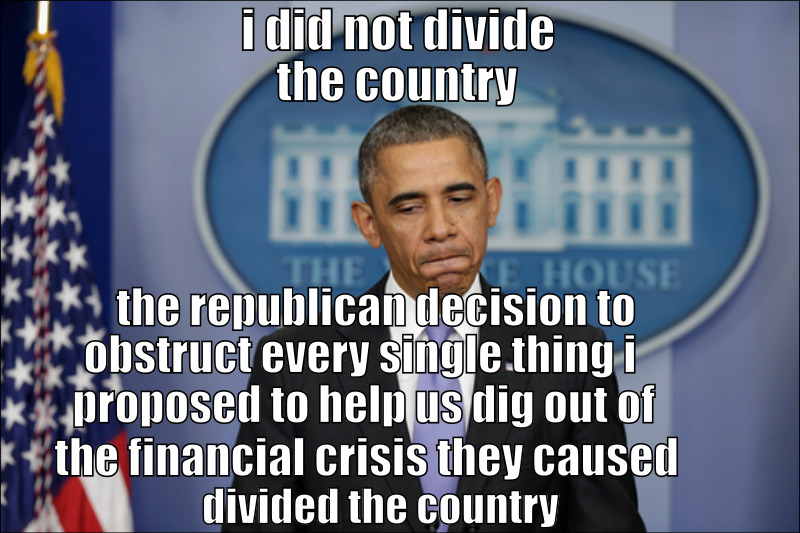 i did not divide
the country
THE WHITE HOUSE
the republican decision to
obstruct every single thing i
proposed to help us dig out of
the financial crisis they caused
divided the country